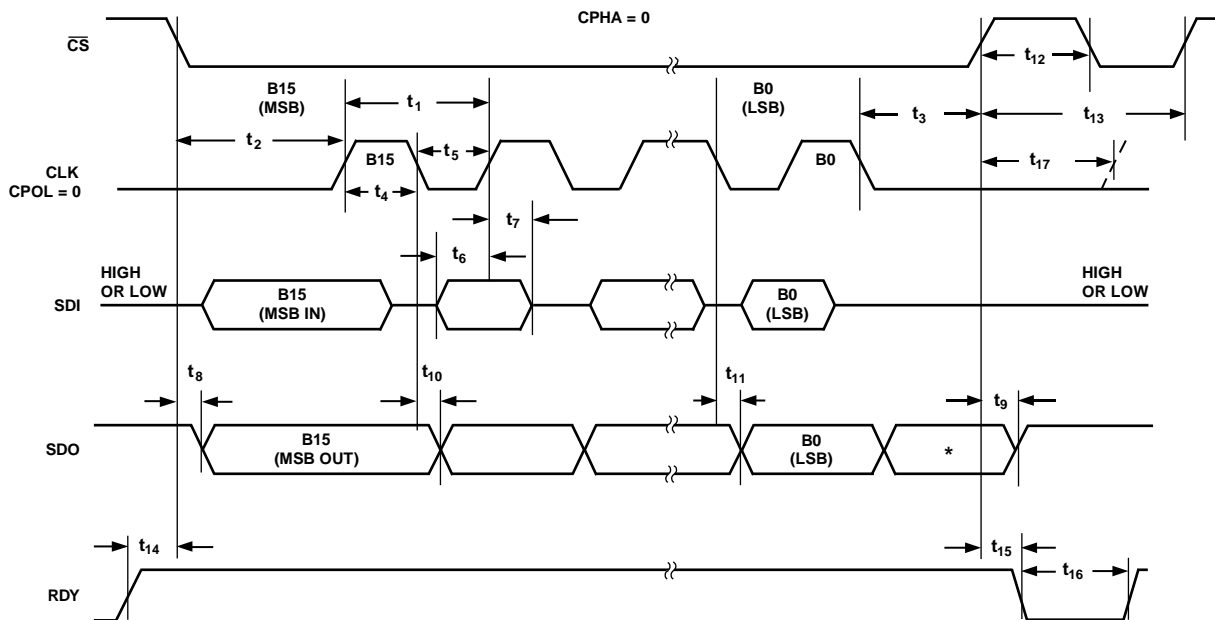 CPHA = 0
CS
t12
B15
(MSB)
t1
B0
(LSB)
t3
t13
t2
CLK
CPOL = 0
B15
t5
B0
t17
t4
t7
t6
HIGH
OR LOW
SDI
B15
(MSB IN)
B0
(LSB)
HIGH
OR LOW
t8
t10
t11
t9
SDO
B15
(MSB OUT)
B0
(LSB)
*
t14
t15
t16
RDY